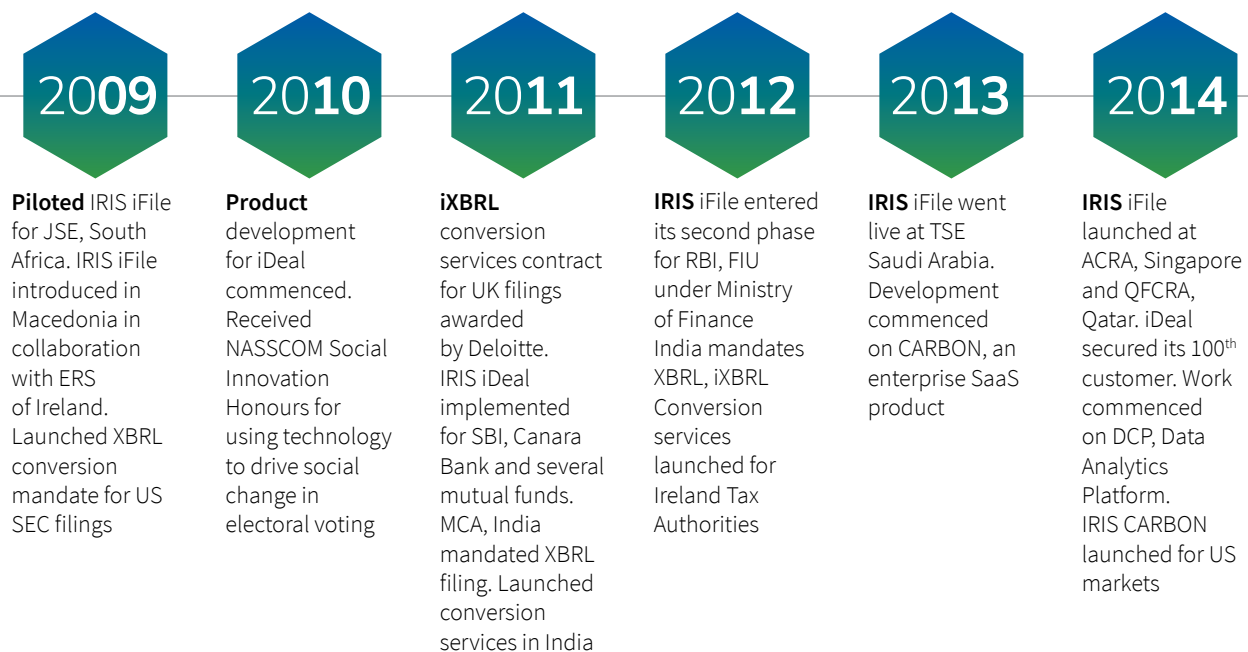 2009
Piloted IRIS iFile
for JSE, South
Africa. IRIS iFile
introduced in
Macedonia in
collaboration
with ERS
of Ireland.
Launched XBRL
conversion
mandate for US
SEC filings
2010
Product
development
for iDeal
commenced.
Received
NASSCOM Social
Innovation
Honours for
using technology
to drive social
change in
electoral voting
2011
iXBRL
conversion
services contract
for UK filings
awarded
by Deloitte.
IRIS iDeal
implemented
for SBI, Canara
Bank and several
mutual funds.
MCA, India
mandated XBRL
filing. Launched
conversion
services in India
2012
IRIS iFile entered
its second phase
for RBI, FIU
under Ministry
of Finance
India mandates
XBRL, iXBRL
Conversion
services
launched for
Ireland Tax
Authorities
2013
IRIS iFile went
live at TSE
Saudi Arabia.
Development
commenced
on CARBON, an
enterprise SaaS
product
2014
IRIS iFile
launched at
ACRA, Singapore
and QFCRA,
Qatar. iDeal
secured its 100th
customer. Work
commenced
on DCP, Data
Analytics
Platform.
IRIS CARBON
launched for US
markets